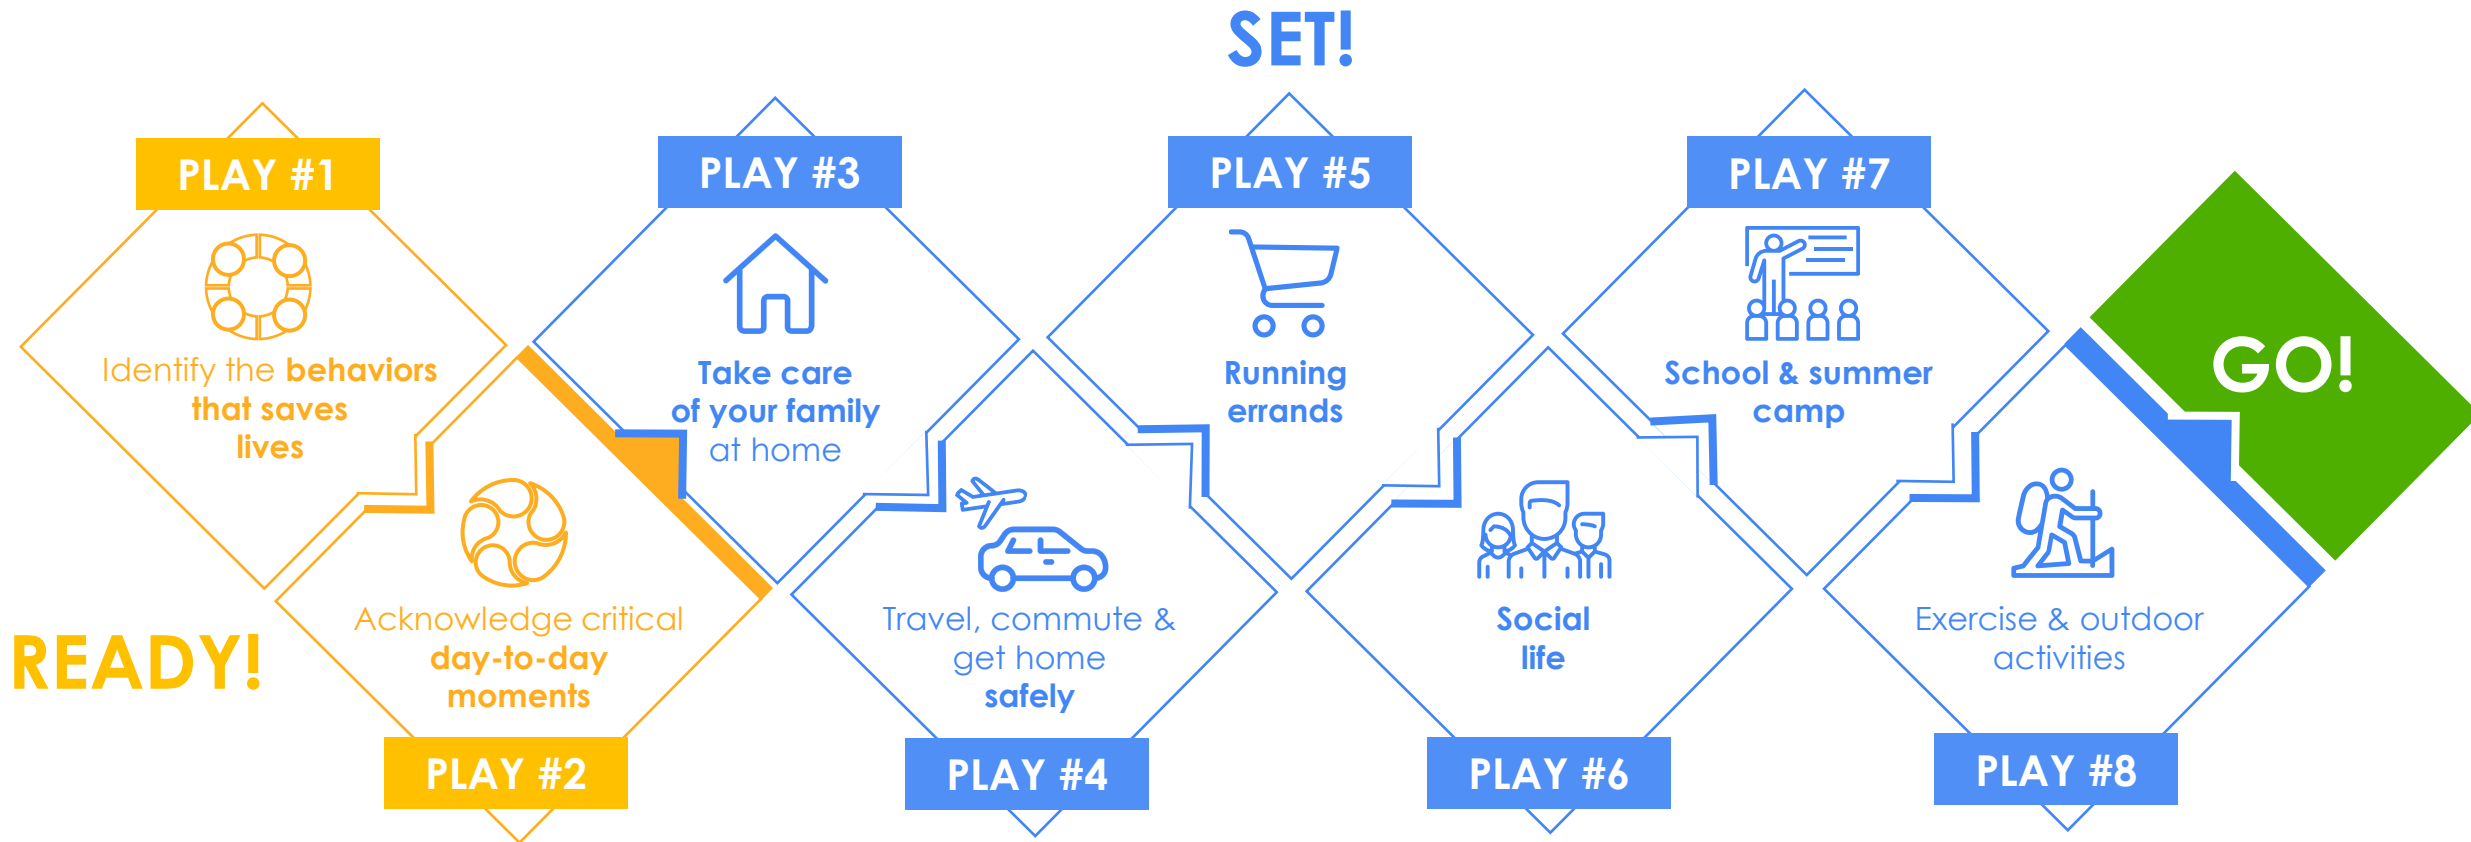 SET!
PLAY #1
Identify the behaviors
that saves
lives
READY!
PLAY #2
Acknowledge critical
day-to-day
moments
PLAY #3
Take care
of your family
at home
PLAY #4
Travel, commute &
get home
safely
PLAY #5
Running
errands
PLAY #6
Social
life
PLAY #7
School & summer
camp
PLAY #8
Exercise & outdoor
activities
GO!